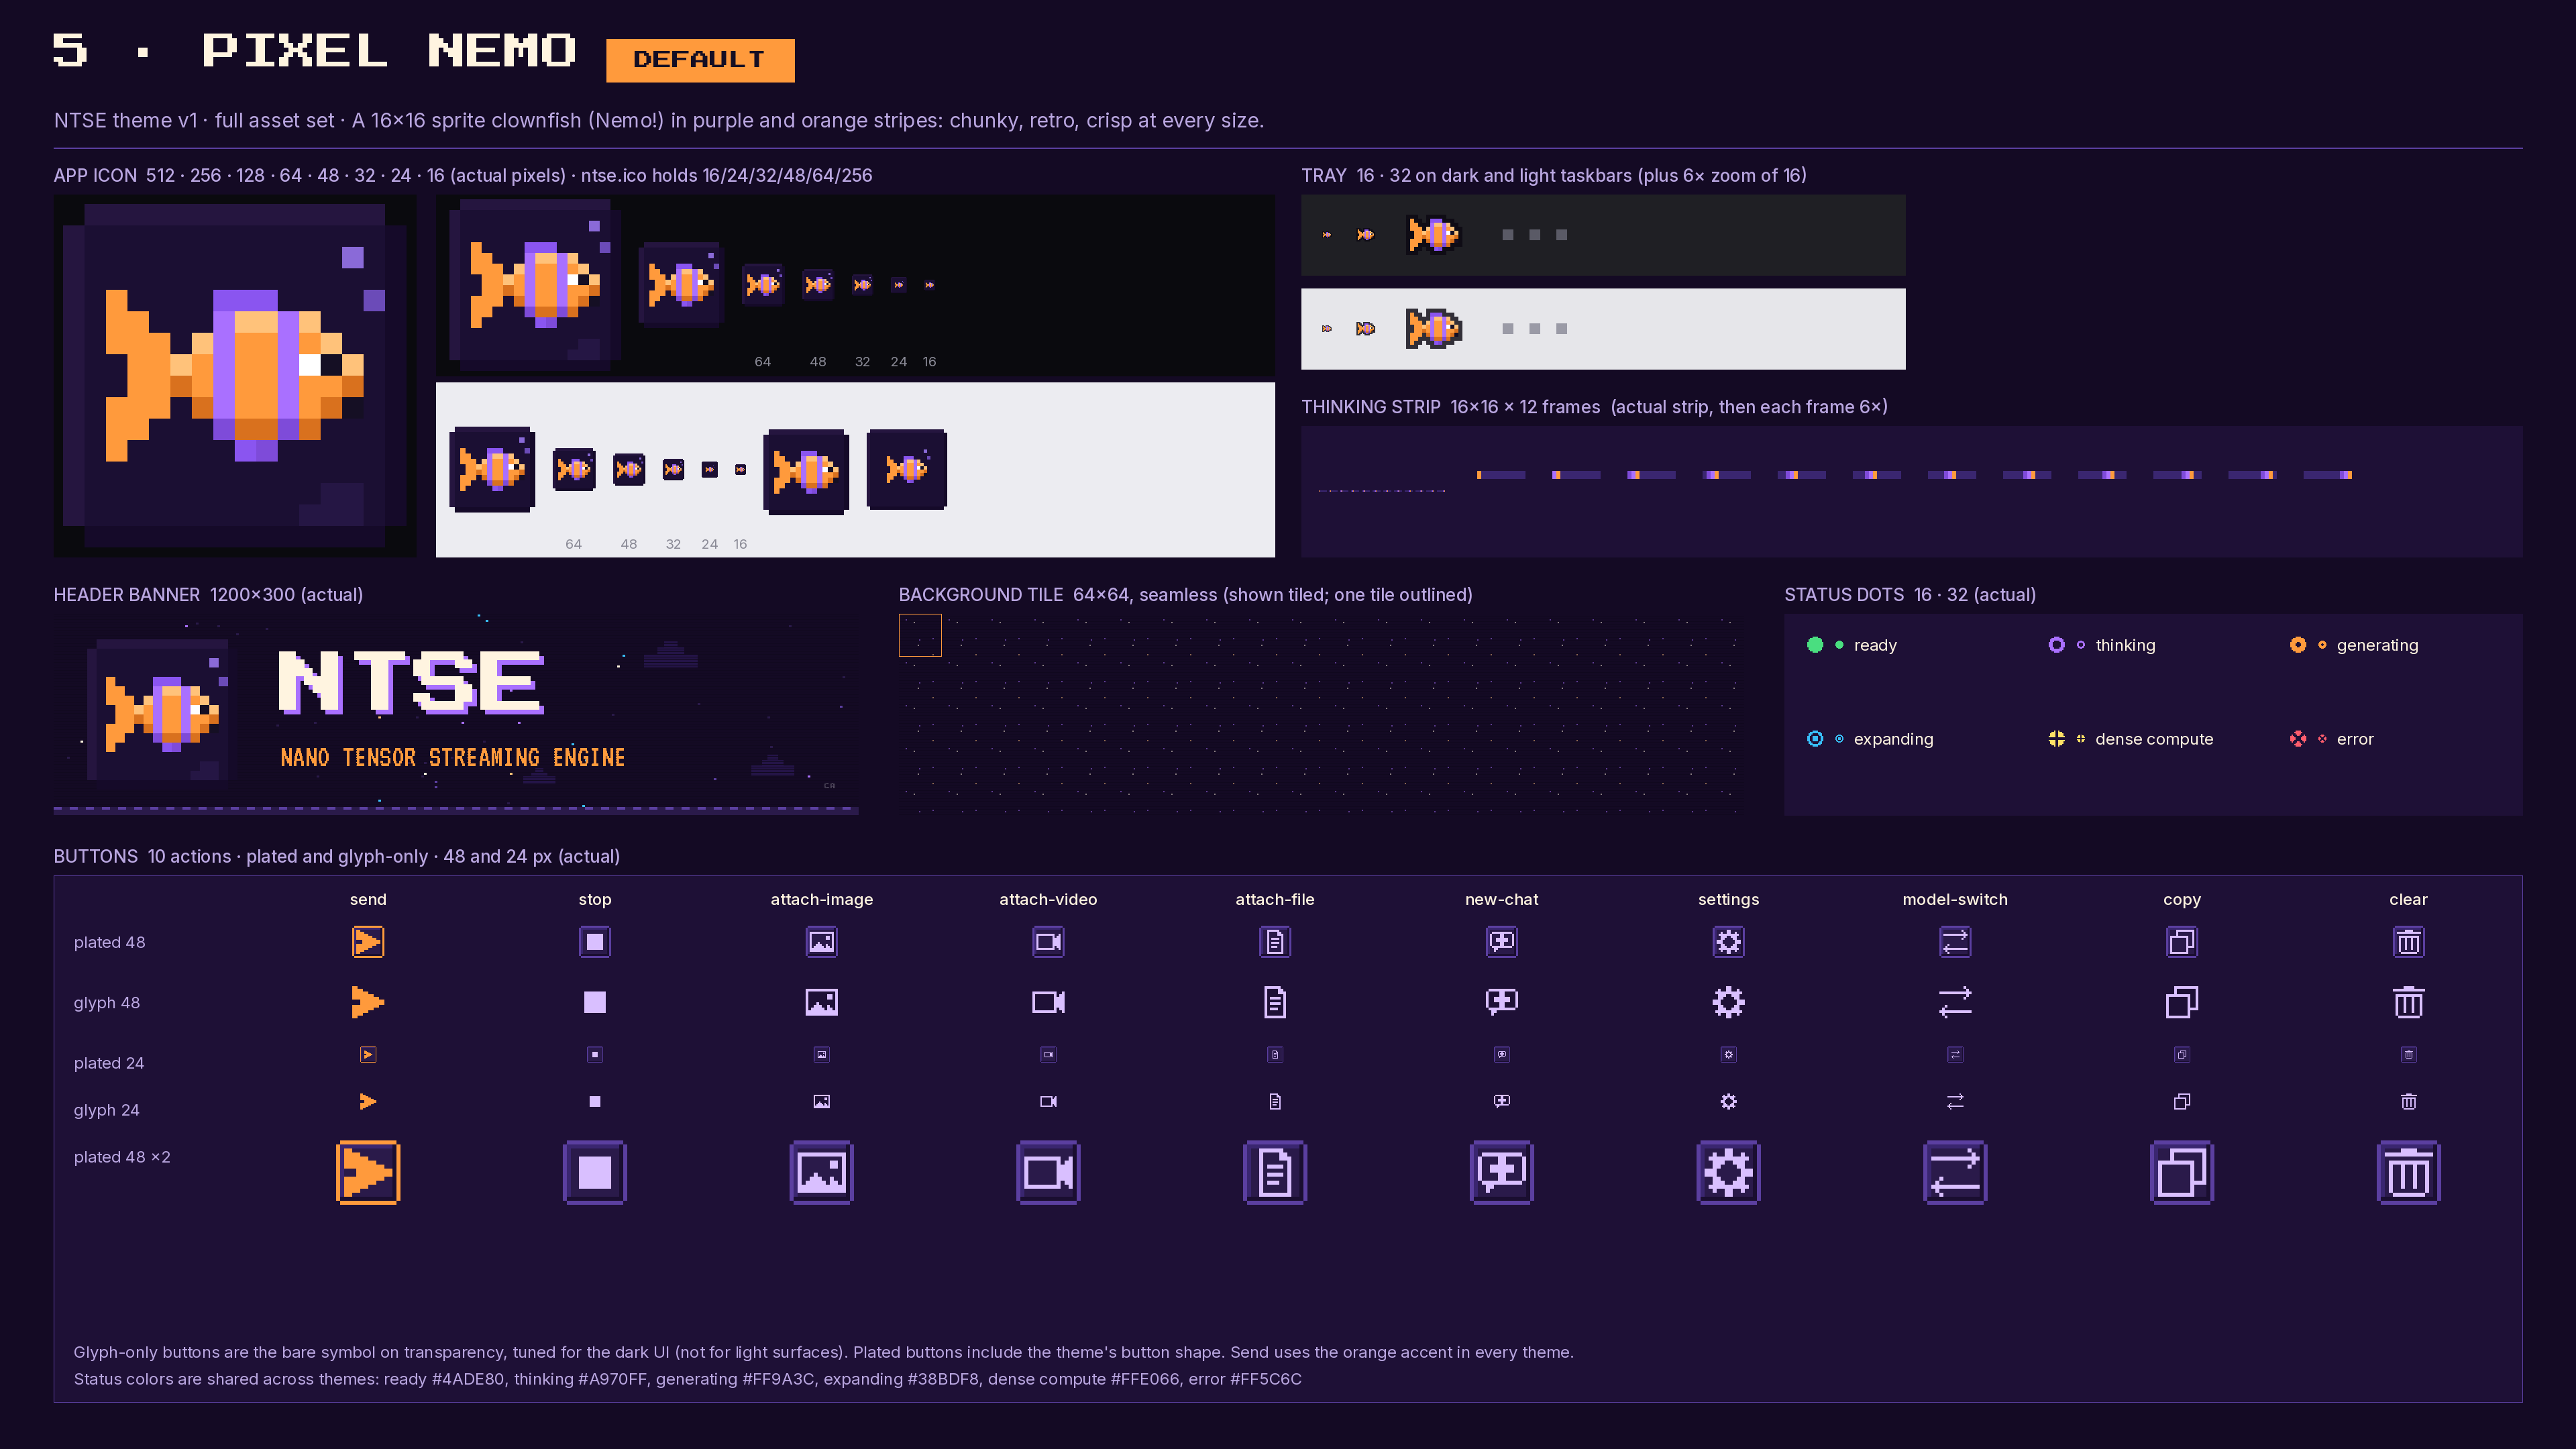 5 · PIXEL NEMO DEFAULT
NTSE theme v1 · full asset set · A 16×16 sprite clownfish (Nemo!) in purple and orange stripes: chunky, retro, crisp at every size.
APP ICON 512 · 256 · 128 · 64 · 48 · 32 · 24 · 16 (actual pixels) · ntse.ico holds 16/24/32/48/64/256
64 48 32 24 16
64 48 32 24 16
TRAY 16 · 32 on dark and light taskbars (plus 6× zoom of 16)
THINKING STRIP 16×16 × 12 frames (actual strip, then each frame 6×)
HEADER BANNER 1200×300 (actual)
NTSE
NANO TENSOR STREAMING ENGINE
CA
BACKGROUND TILE 64×64, seamless (shown tiled; one tile outlined)
STATUS DOTS 16 · 32 (actual)
ready thinking generating
expanding dense compute error
BUTTONS 10 actions · plated and glyph-only · 48 and 24 px (actual)
send stop attach-image attach-video attach-file new-chat settings model-switch copy clear
plated 48
glyph 48
plated 24
glyph 24
plated 48 ×2
Glyph-only buttons are the bare symbol on transparency, tuned for the dark UI (not for light surfaces). Plated buttons include the theme's button shape. Send uses the orange accent in every theme.
Status colors are shared across themes: ready #4ADE80, thinking #A970FF, generating #FF9A3C, expanding #38BDF8, dense compute #FFE066, error #FF5C6C